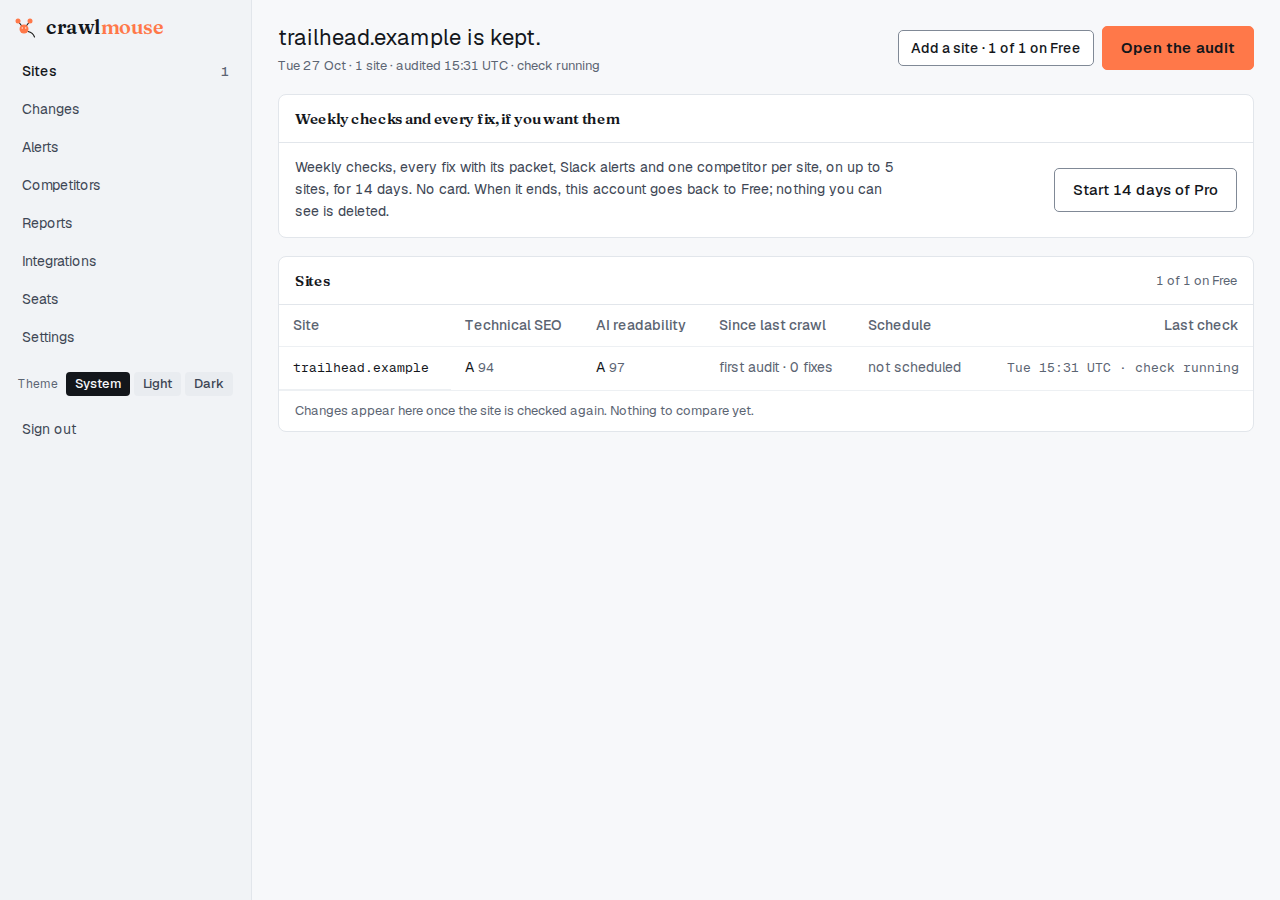 crawlmouse
Sites 1
Changes
Alerts
Competitors
Reports
Integrations
Seats
Settings
Theme System Light Dark
Sign out
trailhead.example is kept.
Tue 27 Oct · 1 site · audited 15:31 UTC · check running
Add a site · 1 of 1 on Free
Open the audit
Weekly checks and every fix, if you want them
Weekly checks, every fix with its packet, Slack alerts and one competitor per site, on up to 5
sites, for 14 days. No card. When it ends, this account goes back to Free; nothing you can
see is deleted.
Start 14 days of Pro
Sites 1 of 1 on Free
Site Technical SEO AI readability Since last crawl Schedule Last check
trailhead.example A 94 A 97 first audit · 0 fixes not scheduled Tue 15:31 UTC · check running
Changes appear here once the site is checked again. Nothing to compare yet.